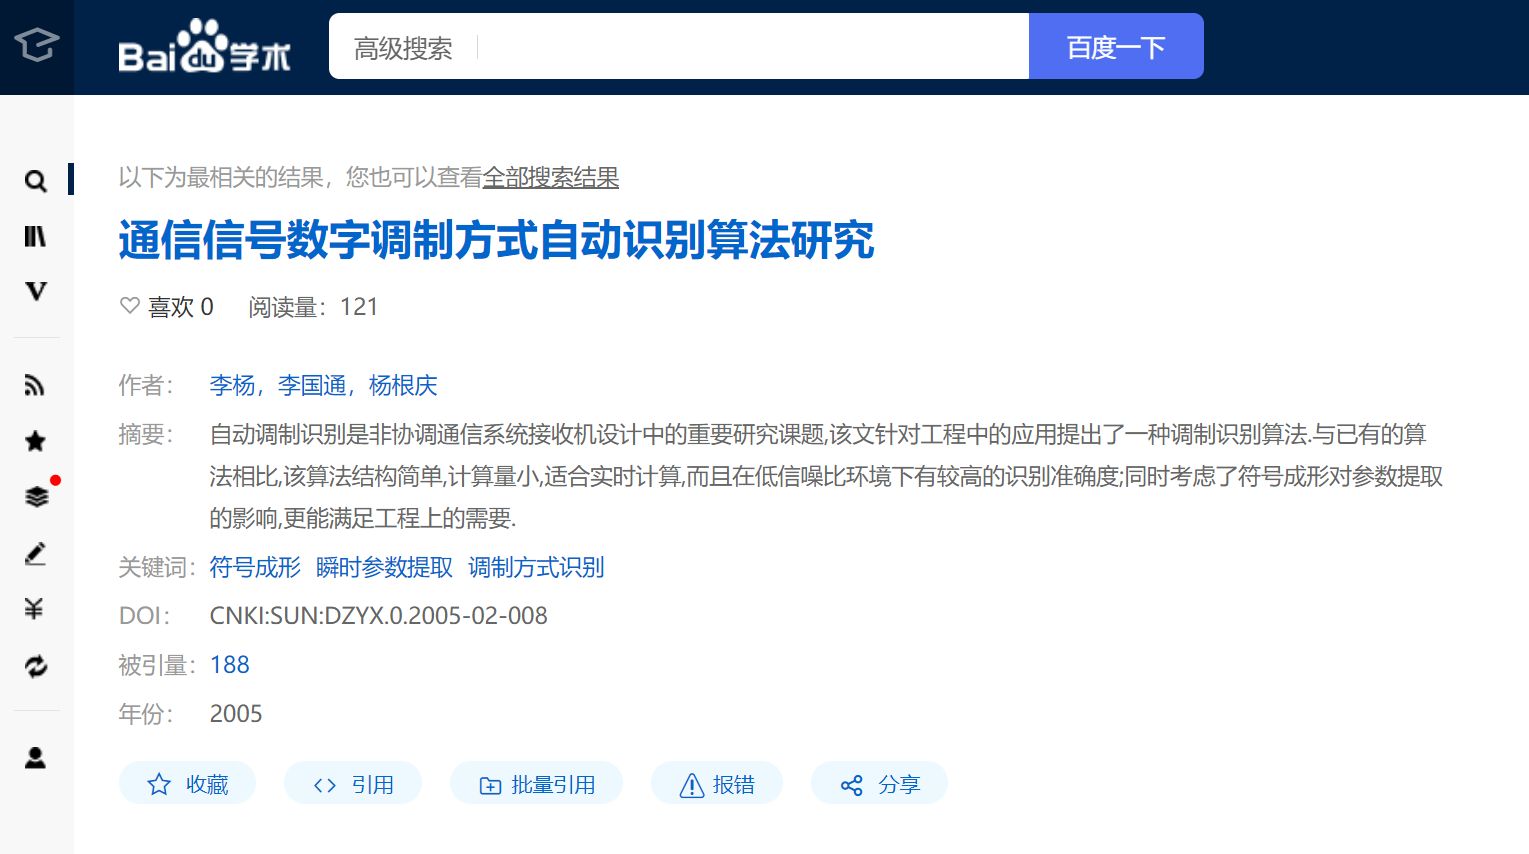 Baidu学术
高级搜索
百度一下
以下为最相关的结果，您也可以查看全部搜索结果
通信信号数字调制方式自动识别算法研究
喜欢 0 阅读量：121
作者： 李杨，李国通，杨根庆
摘要： 自动调制识别是非协调通信系统接收机设计中的重要研究课题,该文针对工程中的应用提出了一种调制识别算法.与已有的算
法相比,该算法结构简单,计算量小,适合实时计算,而且在低信噪比环境下有较高的识别准确度;同时考虑了符号成形对参数提取
的影响,更能满足工程上的需要.
关键词： 符号成形 瞬时参数提取 调制方式识别
DOI： CNKI:SUN:DZYX.0.2005-02-008
被引量： 188
年份： 2005
收藏 引用 批量引用 报错 分享